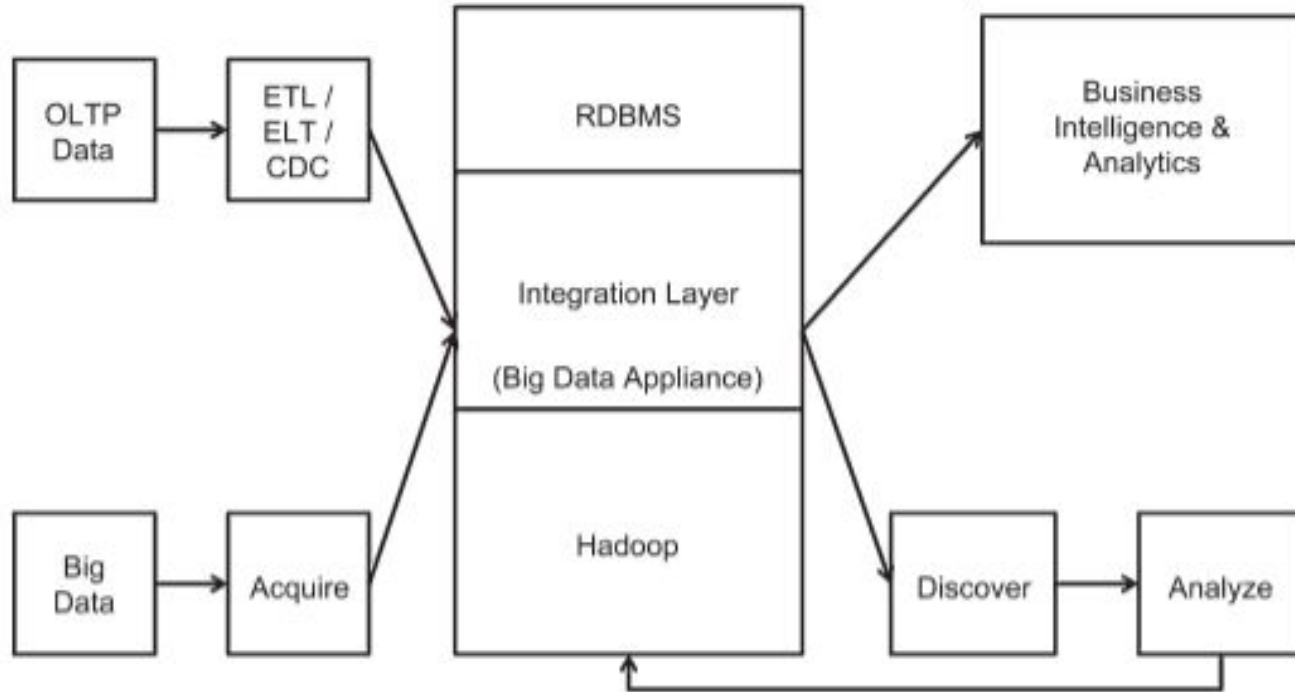 OLTP
Data
ETL /
ELT /
CDC
RDBMS
Business
Intelligence &
Analytics
Integration Layer
(Big Data Appliance)
Big
Data
Acquire
Hadoop
Discover
Analyze